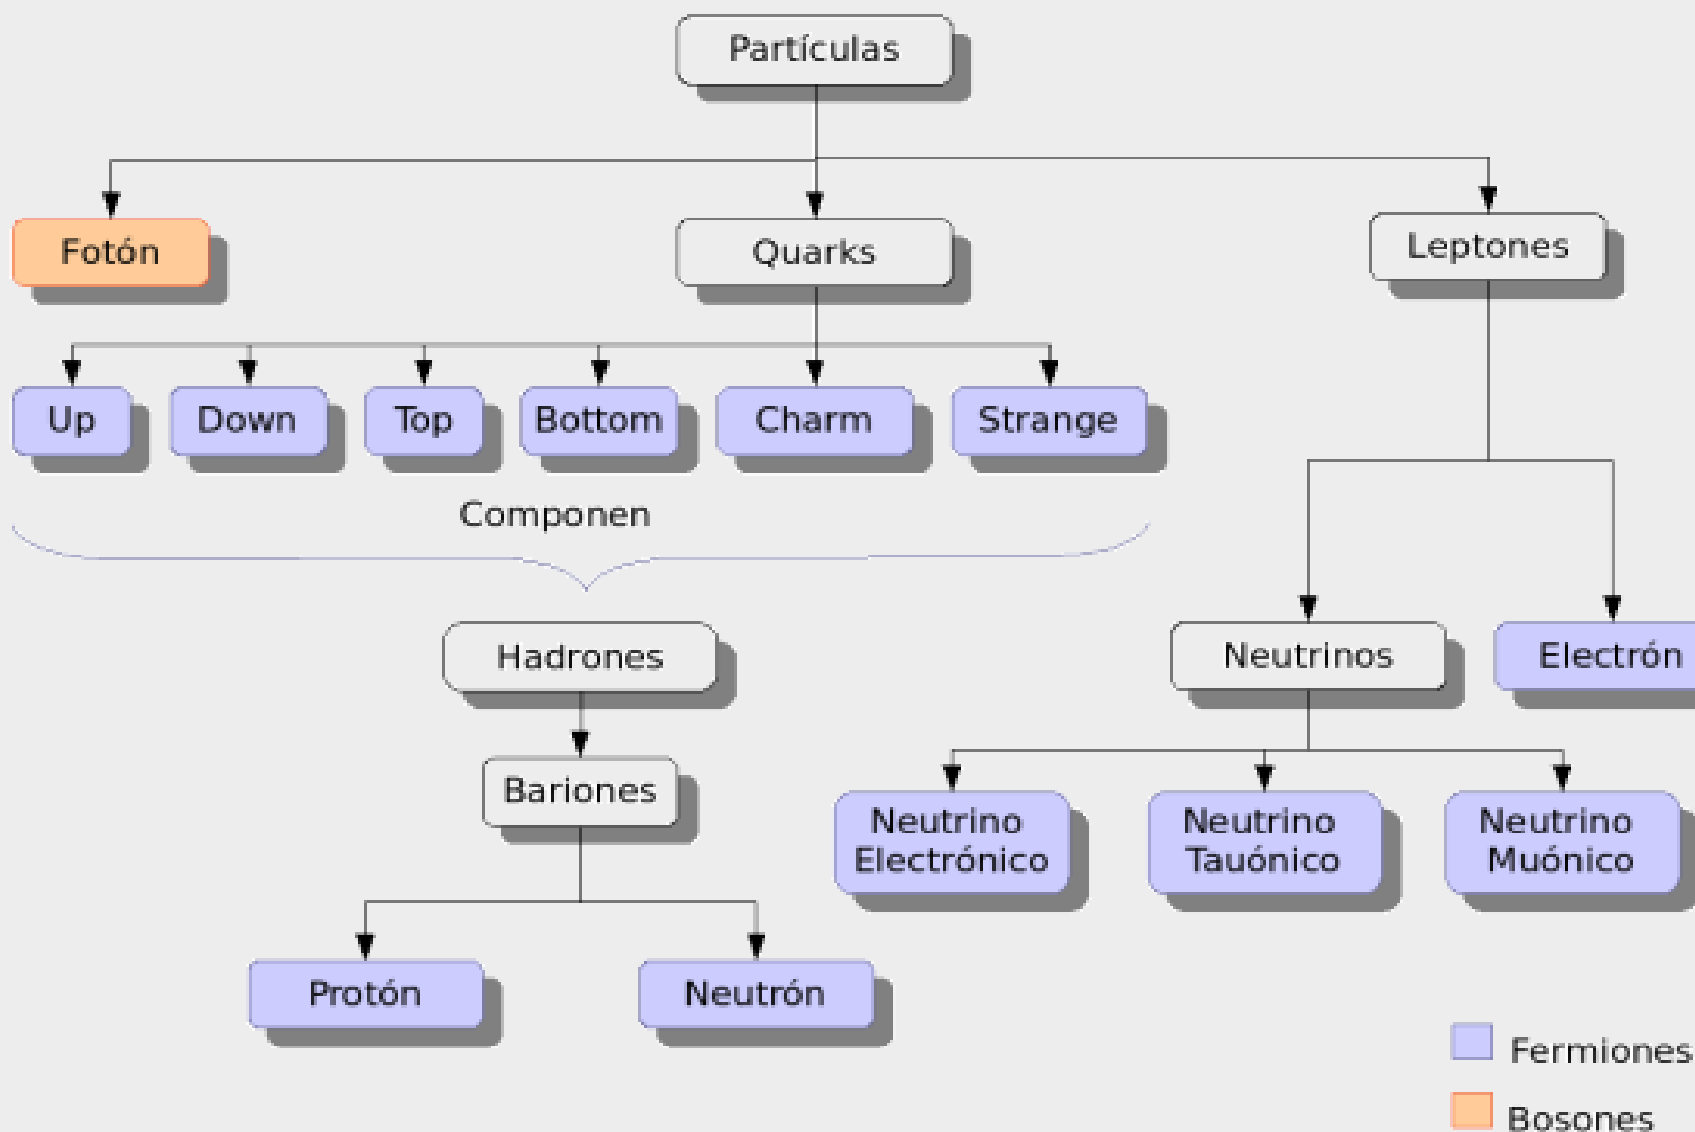 Partículas
Fotón
Quarks
Leptones
Up
Down
Top
Bottom
Charm
Strange
Componen
Hadrones
Neutrinos
Electrón
Bariones
Neutrino
Electrónico
Neutrino
Tauónico
Neutrino
Muónico
Protón
Neutrón
Fermiones
Bosones